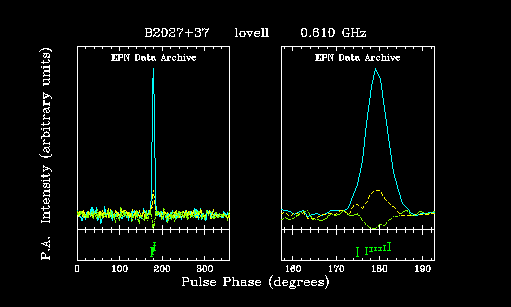 B2027+37 lovell 0.610 GHz
EPN Data Archive EPN Data Archive
P.A. Intensity (arbitrary units)
0 100 200 300 160 170 180 190
Pulse Phase (degrees)